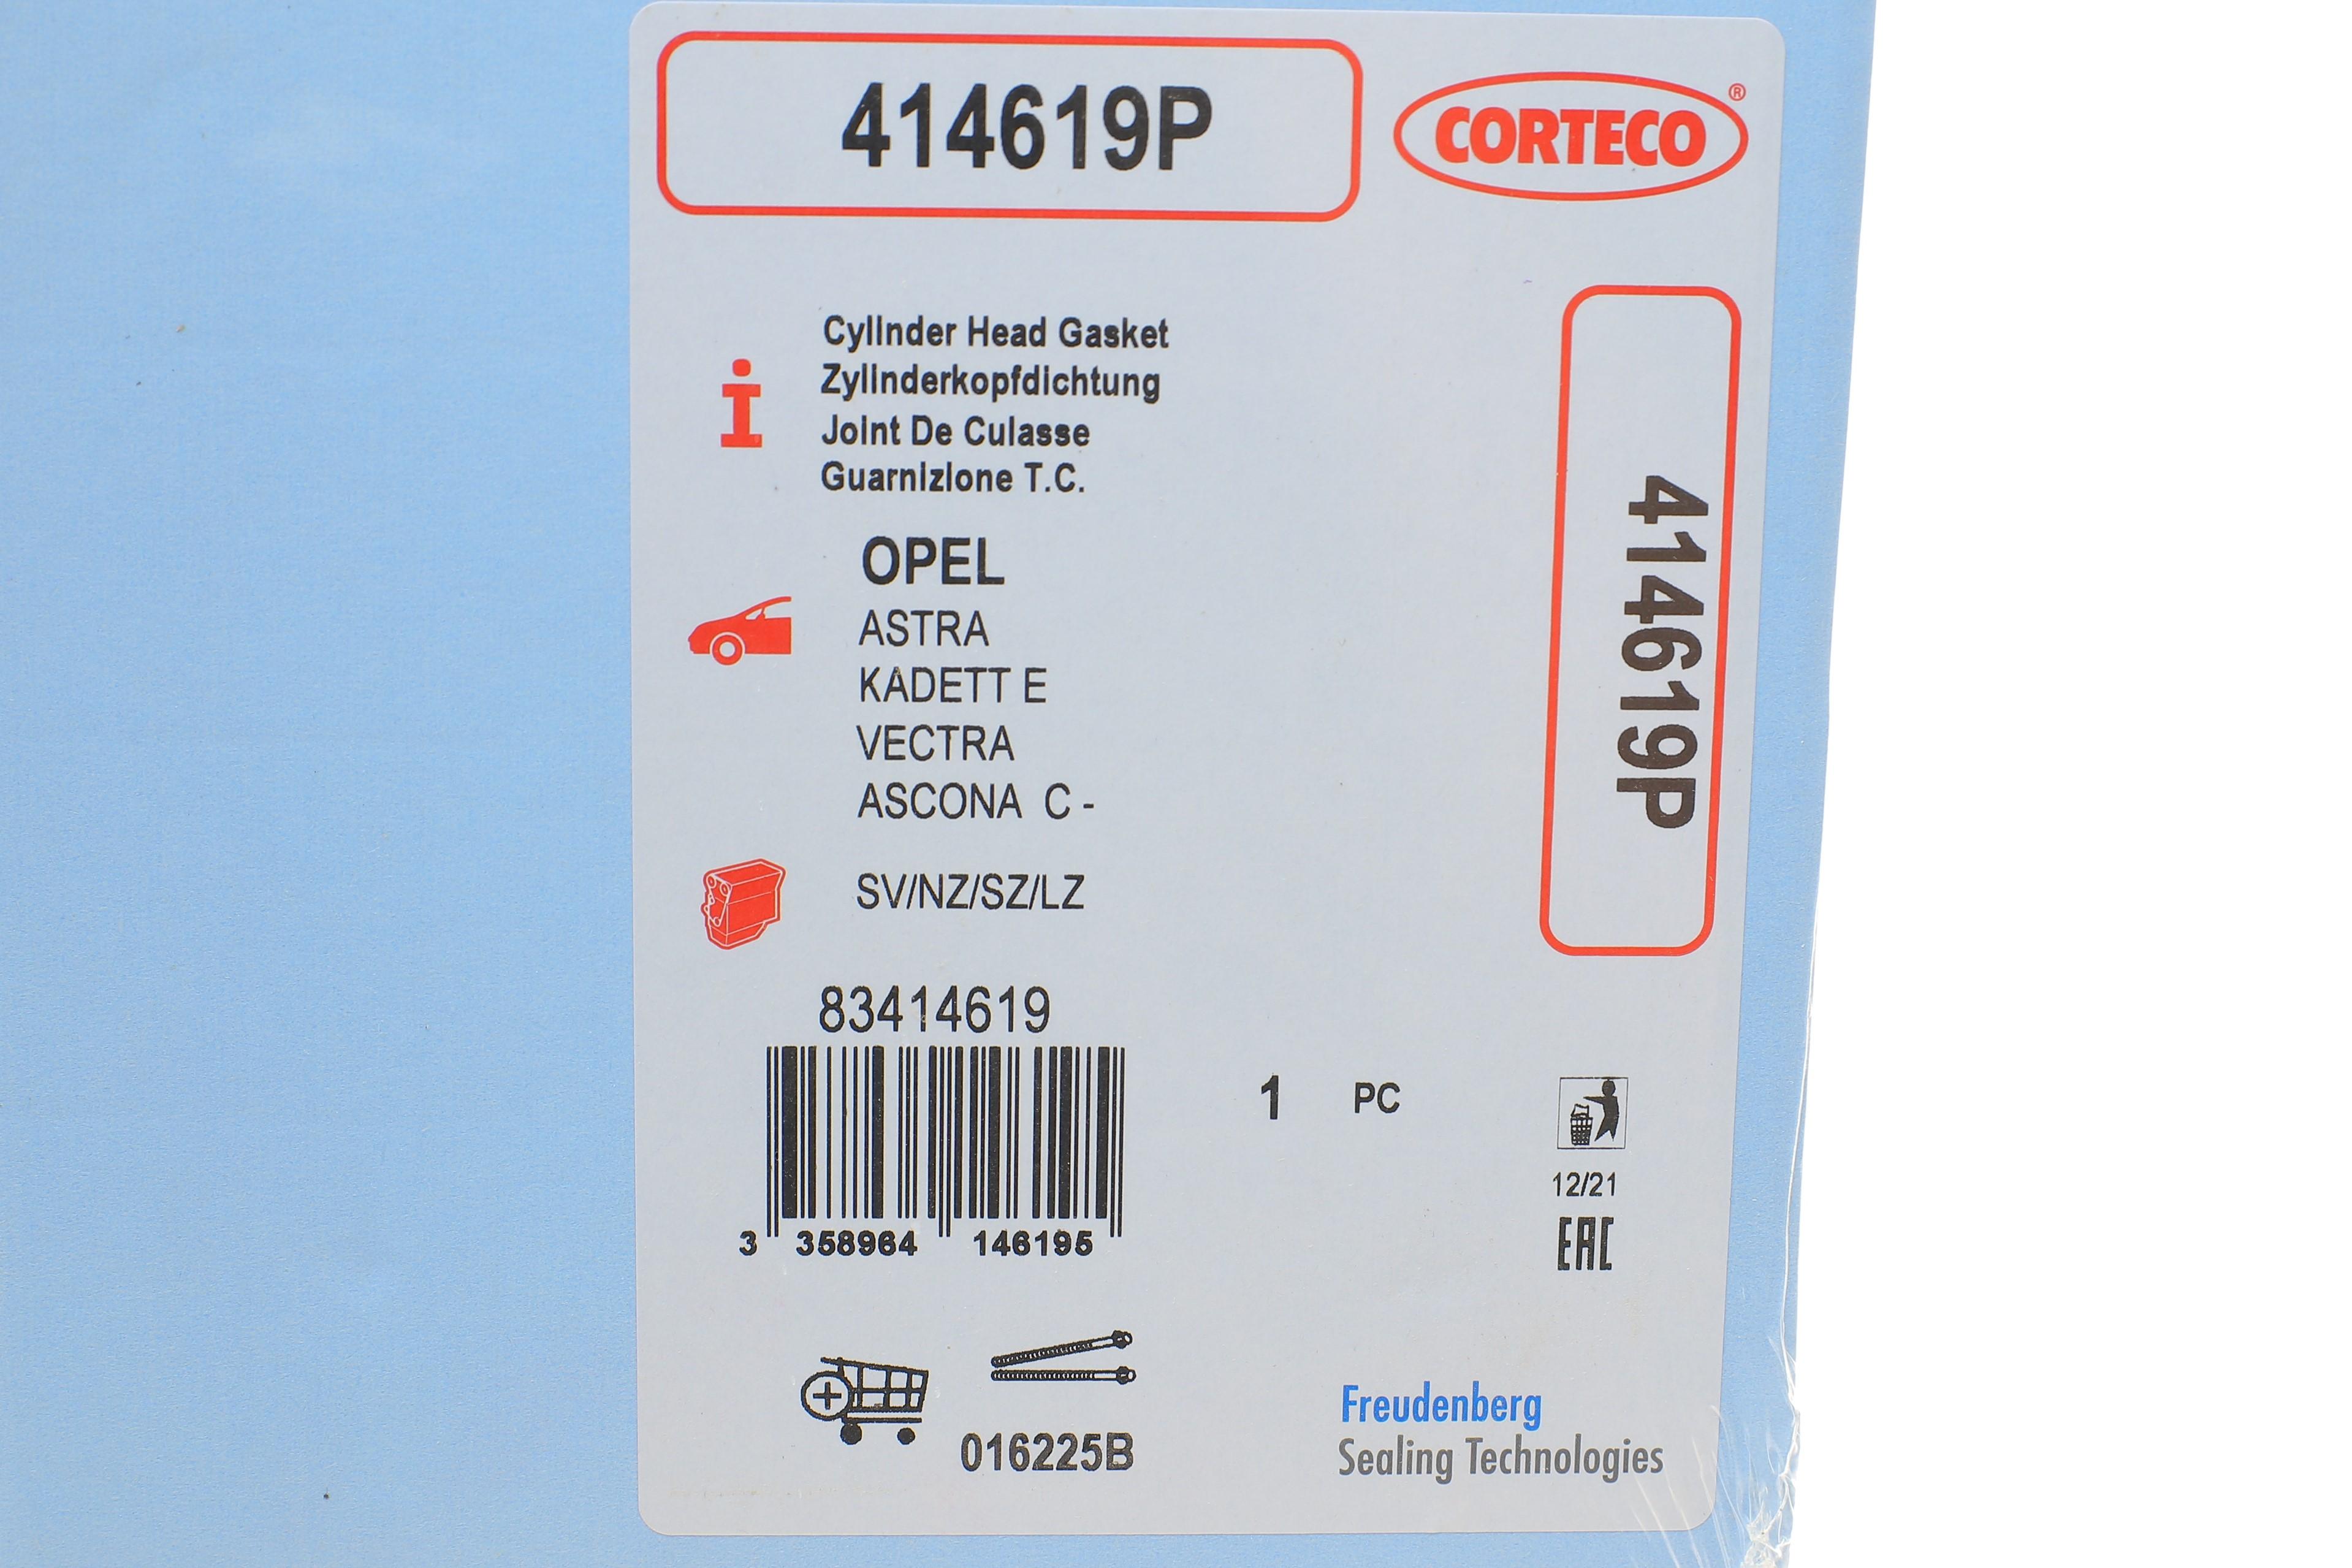 414619P
CORTECO®
Cylinder Head Gasket
Zylinderkopfdichtung
Joint De Culasse
Guarnizione T.C.
414619P
OPEL
ASTRA
KADETT E
VECTRA
ASCONA C -
SV/NZ/SZ/LZ
83414619
3 358964 146195
1 PC
12/21
EAC
016225B
Freudenberg
Sealing Technologies